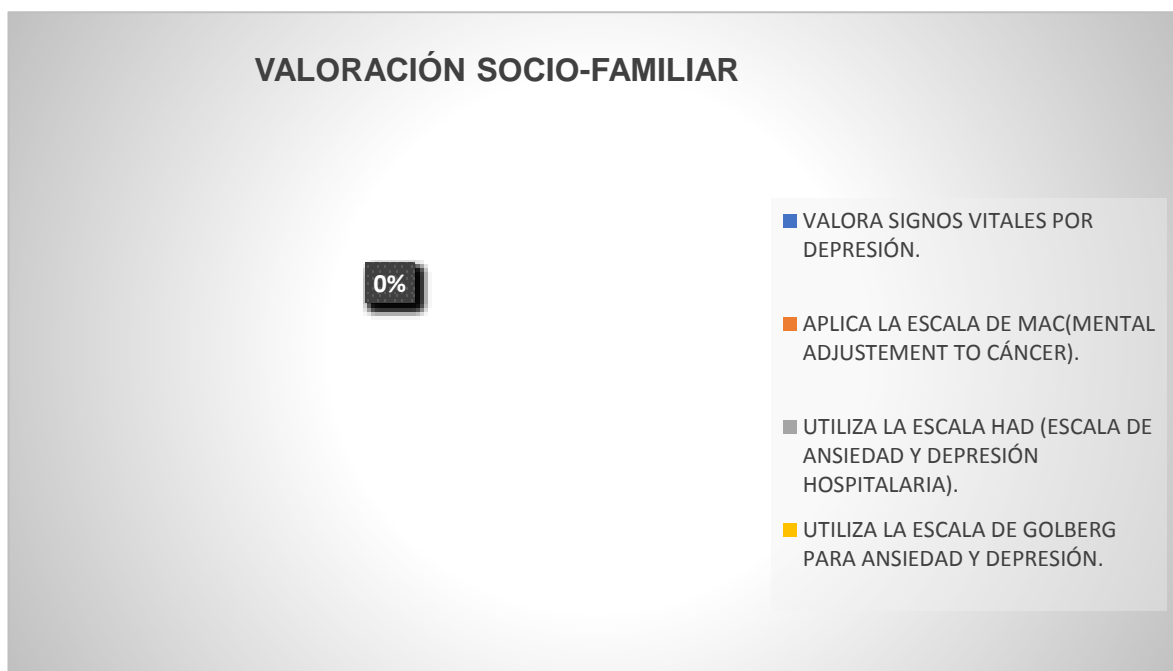 VALORACIÓN SOCIO-FAMILIAR
0%
VALORA SIGNOS VITALES POR
DEPRESIÓN.
APLICA LA ESCALA DE MAC(MENTAL
ADJUSTEMENT TO CÁNCER).
UTILIZA LA ESCALA HAD (ESCALA DE
ANSIEDAD Y DEPRESIÓN
HOSPITALARIA).
UTILIZA LA ESCALA DE GOLBERG
PARA ANSIEDAD Y DEPRESIÓN.